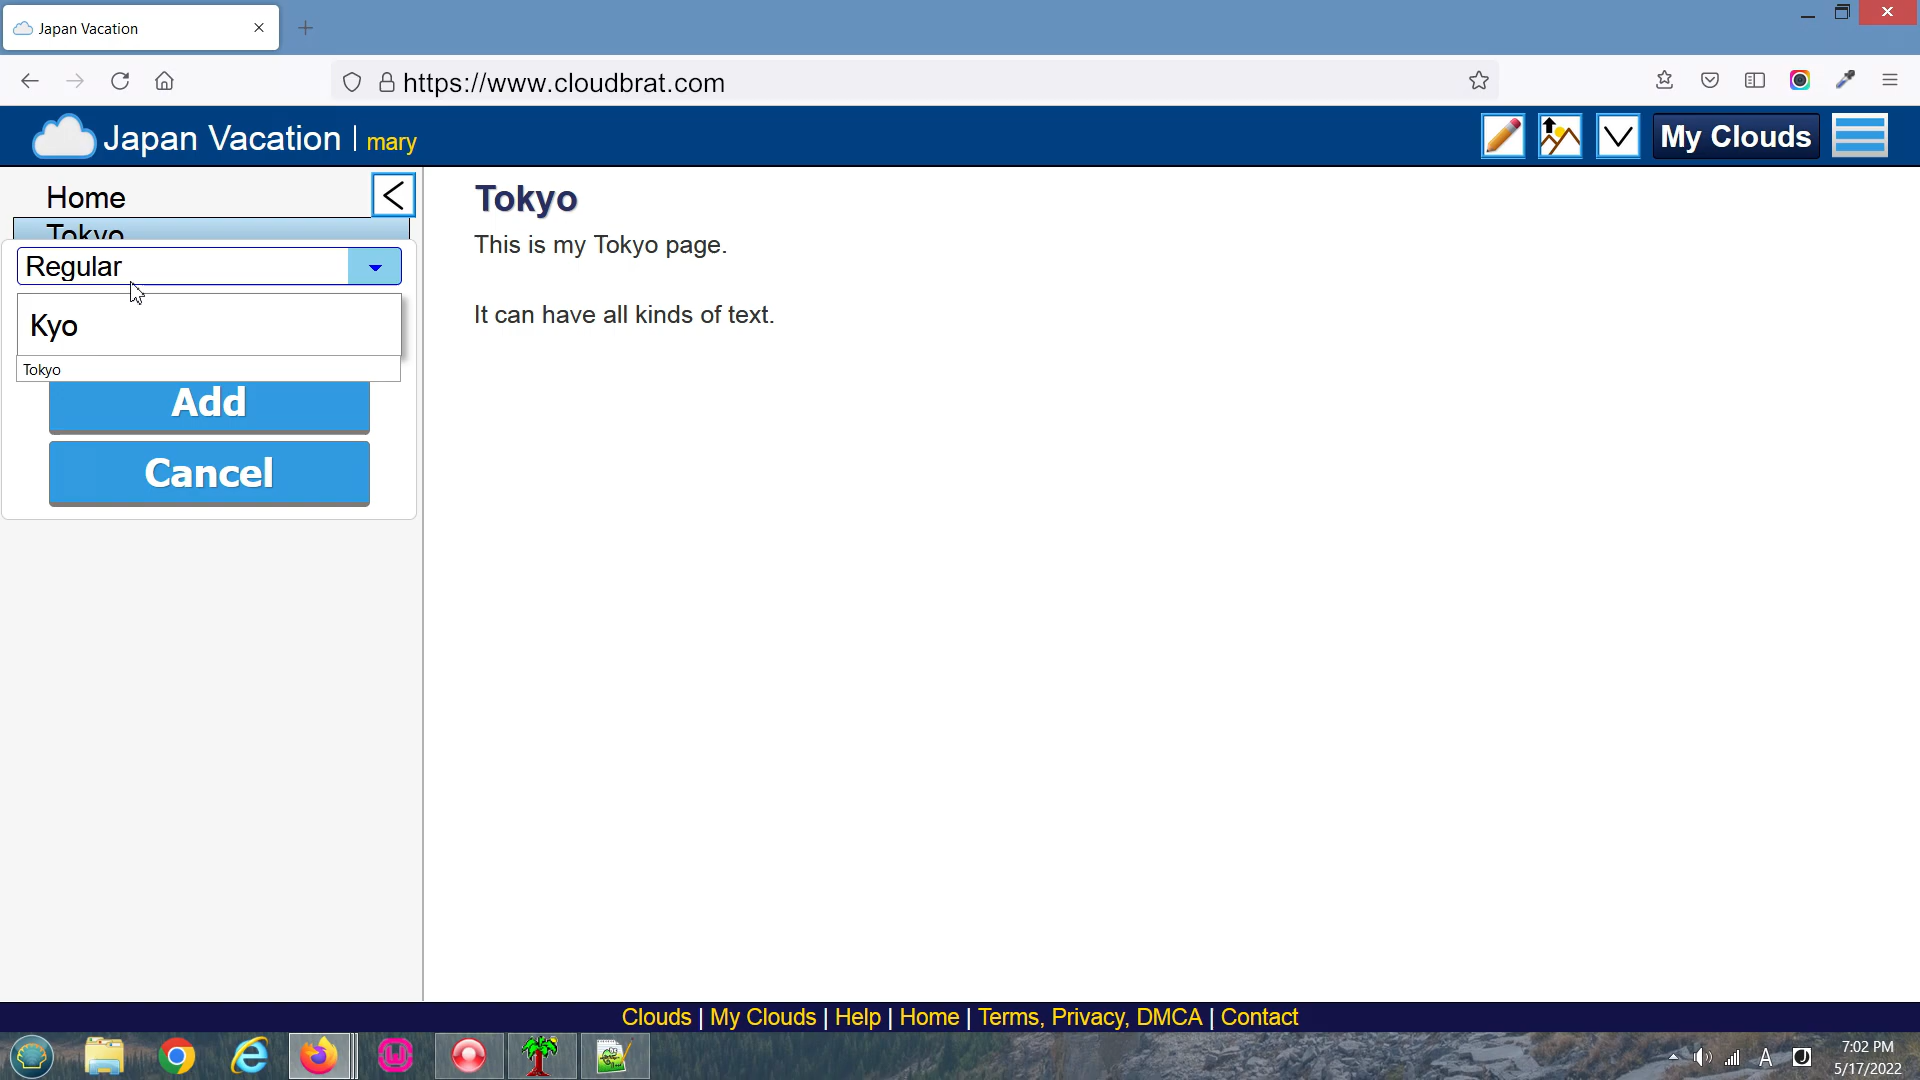 Japan Vacation
https://www.cloudbrat.com
Japan Vacation | mary
My Clouds
Home
Tokyo
Regular
Kyo
Tokyo
Add
Cancel
Tokyo
This is my Tokyo page.
It can have all kinds of text.
Clouds | My Clouds | Help | Home | Terms, Privacy, DMCA | Contact
A
7:02 PM
5/17/2022